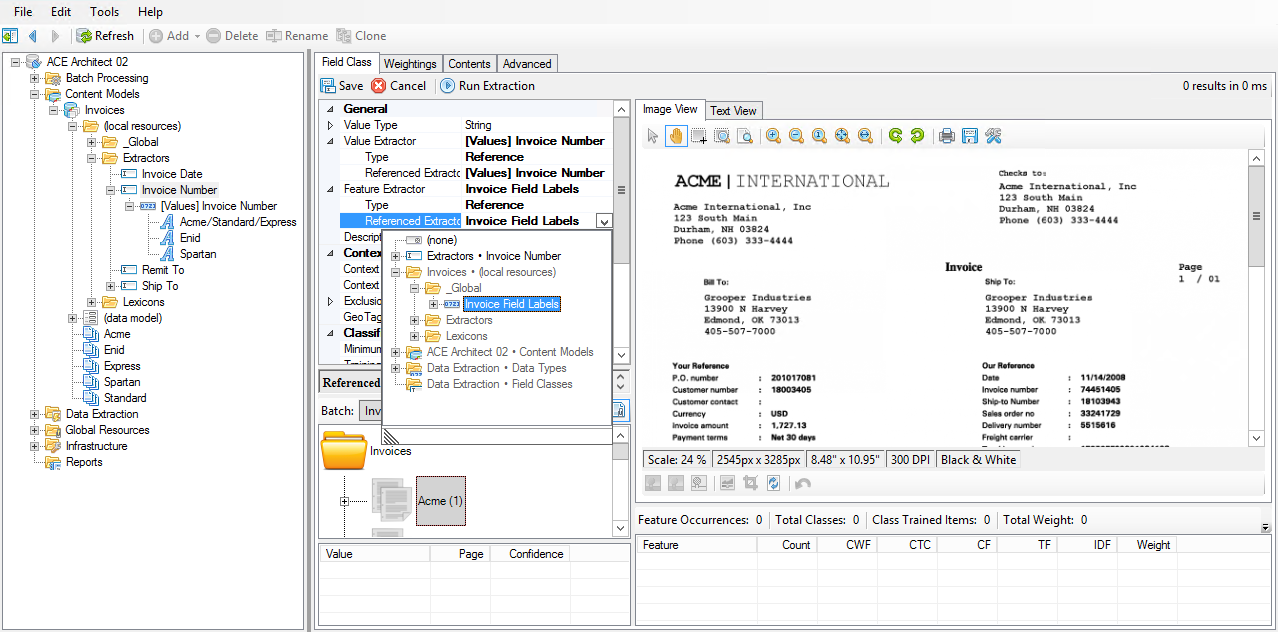 File Edit Tools Help
Refresh Add Delete Rename Clone
ACE Architect 02
Batch Processing
Content Models
Invoices
(local resources)
_Global
Extractors
Invoice Date
Invoice Number
[Values] Invoice Number
Acme/Standard/Express
Enid
Spartan
Remit To
Ship To
Lexicons
(data model)
Acme
Enid
Express
Spartan
Standard
Data Extraction
Global Resources
Infrastructure
Reports
Field Class Weightings Contents Advanced
Save Cancel Run Extraction 0 results in 0 ms
General
Value Type String
Value Extractor [Values] Invoice Number
Type Reference
Referenced Extracto [Values] Invoice Number
Feature Extractor Invoice Field Labels
Type Reference
Referenced Extracto Invoice Field Labels
Descript
Contex
Context
Context
Exclusio
GeoTag
Classif
Minimun
Referenced
Batch: Inv
(none)
Extractors • Invoice Number
Invoices • (local resources)
_Global
Invoice Field Labels
Extractors
Lexicons
ACE Architect 02 • Content Models
Data Extraction • Data Types
Data Extraction • Field Classes
Invoices
Acme (1)
Value Page Confidence
Image View Text View
ACME | INTERNATIONAL
Acme International, Inc
123 South Main
Durham, NH 03824
Phone (603) 333-4444
Checks to:
Acme International, Inc
123 South Main
Durham, NH 03824
Phone (603) 333-4444
Invoice
Page
1 / 01
Bill To:
Grooper Industries
13900 N Harvey
Edmond, OK 73013
405-507-7000
Ship To:
Grooper Industries
13900 N Harvey
Edmond, OK 73013
405-507-7000
Your Reference
P.O. number : 201017081
Customer number : 18003405
Customer contact :
Currency : USD
Invoice amount : 1,727.13
Payment terms : Net 30 days
Our Reference
Date : 11/14/2008
Invoice number : 74451405
Ship-to Number : 18103943
Sales order no : 33241729
Delivery number : 5515616
Freight carrier :
Scale: 24 % 2545px x 3285px 8.48" x 10.95" 300 DPI Black & White
Feature Occurrences: 0 Total Classes: 0 Class Trained Items: 0 Total Weight: 0
Feature Count CWF CTC CF TF IDF Weight